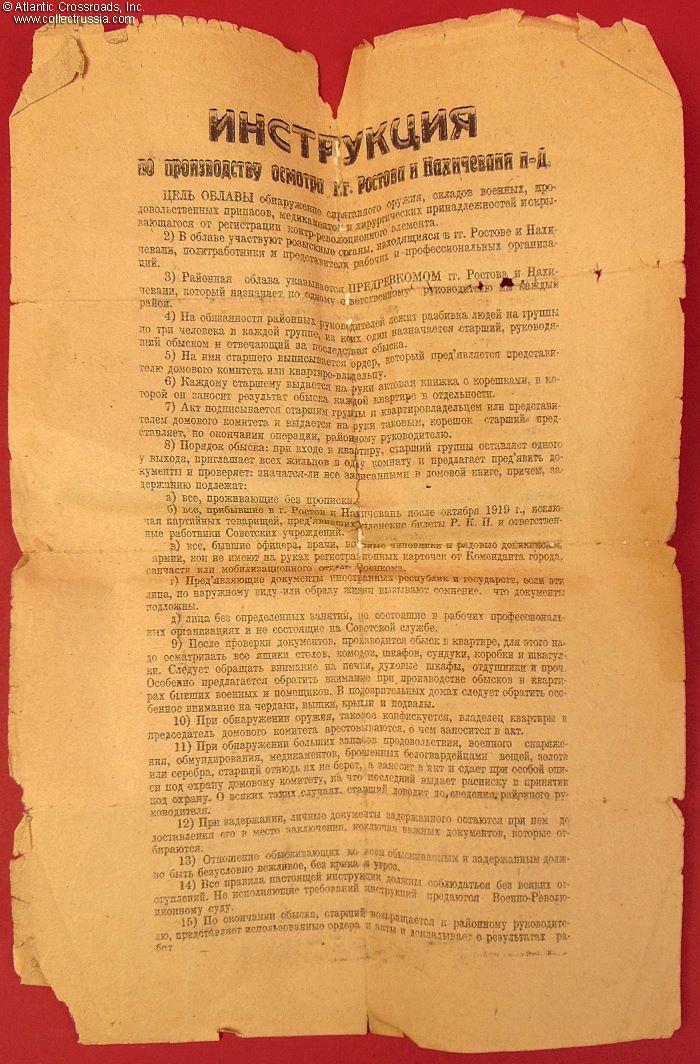 © Atlantic Crossroads, Inc.
www.collectrussia.com
ИНСТРУКЦИЯ
по производству осмотра г.г. Ростова и Нахичевани н-Д.
ЦЕЛЬ ОБЛАВЫ обнаружение спрятанного оружия, складов военных, про-
довольственных припасов, медикаментов и хирургических принадлежностей искры-
вающегося от регистрации контр-революционного элемента.
2) В облаве участвуют розыскные органы, находящиеся в гг. Ростове и Нахи-
чевани, политработники и представители рабочих и профессиональных организа-
ций.
3) Районная облава указывается ПРЕДРЕВКОМОМ гг. Ростова и Нахи-
чевани, который назначает по одному ответственному руководителю на каждый
район.
4) На обязанности районных руководителей лежит разбивка людей на группы
по три человека в каждой группе, из коих один назначается старший, руководя-
щий обыском и отвечающий за последствия обыска.
5) На имя старшего выписывается ордер, который пред'является представи-
телю домового комитета или квартиро-владельцу.
6) Каждому старшему выдается на руки актовая книжка с корешками, в ко-
торой он заносит результат обыска каждой квартире в отдельности.
7) Акт подписывается старшим группы и квартировладельцем или представи-
телем домового комитета и выдается на руки таковым, корешок старший пред-
ставляет, по окончании операции, районому руководителю.
8) Порядок обыска: при входе в квартиру, старший группы оставляет одного
у выхода, приглашает всех жильцов в одну комнату и предлагает пред'явить до-
кументы и проверяет: значатся-ли все записанными в домовой книге, причем, за-
держанию подлежат:
а) все, проживающие без прописки.
б) все, прибывшие в г. Ростов и Нахичевань после октября 1919 г., исклю-
чая партийных товарищей, пред'явивших членские билеты Р. К. П. и ответствен-
ные работники Советских учреждений.
в) все, бывшие офицера, врачи, военные чиновники и рядовые деникинской
армии, кои не имеют на руках регистрационных карточек от Коменданта города,
санчасти или мобилизационного отдела Военкома.
г) Пред'являющие документы иностранных республик и государств, если эти
лица, по наружному виду или образу жизни вызывают сомнение, что документы
подложны.
д) лица без определенных занятий, не состоящие в рабочих профессиональ-
ных организациях и не состоящие на Советской службе.
9) После проверки документов, производится обыск в квартире, для этого на-
до осматривать все ящики столов, комодов, шкафов, сундуки, коробки и шкатул-
ки. Следует обращать внимание на печки, духовые шкафы, отдушники и проч.
Особенно предлагается обратить внимание при производстве обысков в кварти-
рах бывших военных и помещиков. В подозрительных домах следует обратить осо-
бенное внимание на чердаки, вышки, крыши и подвалы.
10) При обнаружении оружия, таковое конфискуется, владелец квартиры и
председатель домового комитета арестовываются, о чем заносится в акт.
11) При обнаружении больших запасов продовольствия, военного снаряже-
ния, обмундирования, медикаментов, брошенных белогвардейцами вещей, золота
или серебра, старший отнюдь их не берет, а заносит в акт и сдает при особой опи-
си под охрану домовому комитету, на что последний выдает расписку в принятии
под охрану. О всяких таких случаях, старший доводит до сведения районного ру-
ководителя.
12) При задержании, личные документы задержанного остаются при нем до
доставления его в место заключения, исключая важных документов, которые от-
бираются.
13) Отношение обыскивающих ко всем обыскиваемым и задержанным долж-
но быть безусловно вежливое, без крика и угроз.
14) Все правила настоящей инструкции должны соблюдаться без всяких от-
ступлений. Не исполняющие требований инструкций предаются Военно-Револю-
ционному суду.
15) По окончании обыска, старший возвращается к районному руководите-
лю, представляет использованные ордера и акты и докладывает о результатах ра-
бот